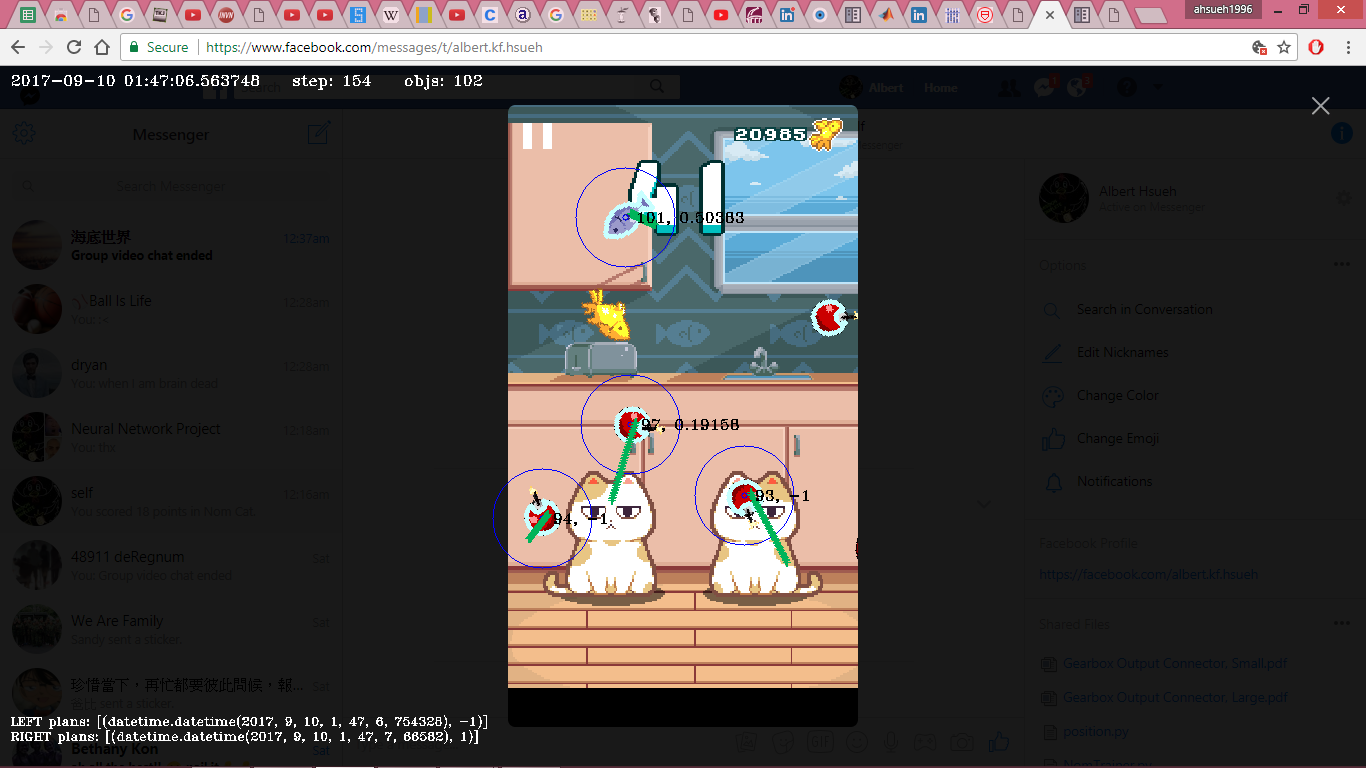 ahsueh1996
Secure https://www.facebook.com/messages/t/albert.kf.hsueh
2017-09-10 01:47:06.563748 step: 154 objs: 102
Search
Albert Home
Messenger
Search Messenger
海底世界 12:37am
Group video chat ended
Ball Is Life 12:28am
dryan 12:28am
You: when I am brain dead
Neural Network Project 12:18am
You: thx
self 12:16am
You scored 18 points in Nom Cat.
48911 deRegnum Sat
You: Group video chat ended
We Are Family Sat
Sandy sent a sticker.
珍惜當下，再忙都要彼此問候，報... Sat
Bethany Kon Sat
20985
101, 0.50383
97, 0.19158
94, -1
93, -1
Albert Hsueh
Active on Messenger
Options
Search in Conversation
Edit Nicknames
Change Color
Change Emoji
Notifications
Facebook Profile
https://facebook.com/albert.kf.hsueh
Shared Files
Gearbox Output Connector, Small.pdf
Gearbox Output Connector, Large.pdf
position.py
NomTrainer.py
LEFT plans: [(datetime.datetime(2017, 9, 10, 1, 47, 6, 754328), -1)]
RIGHT plans: [(datetime.datetime(2017, 9, 10, 1, 47, 7, 66582), 1)]